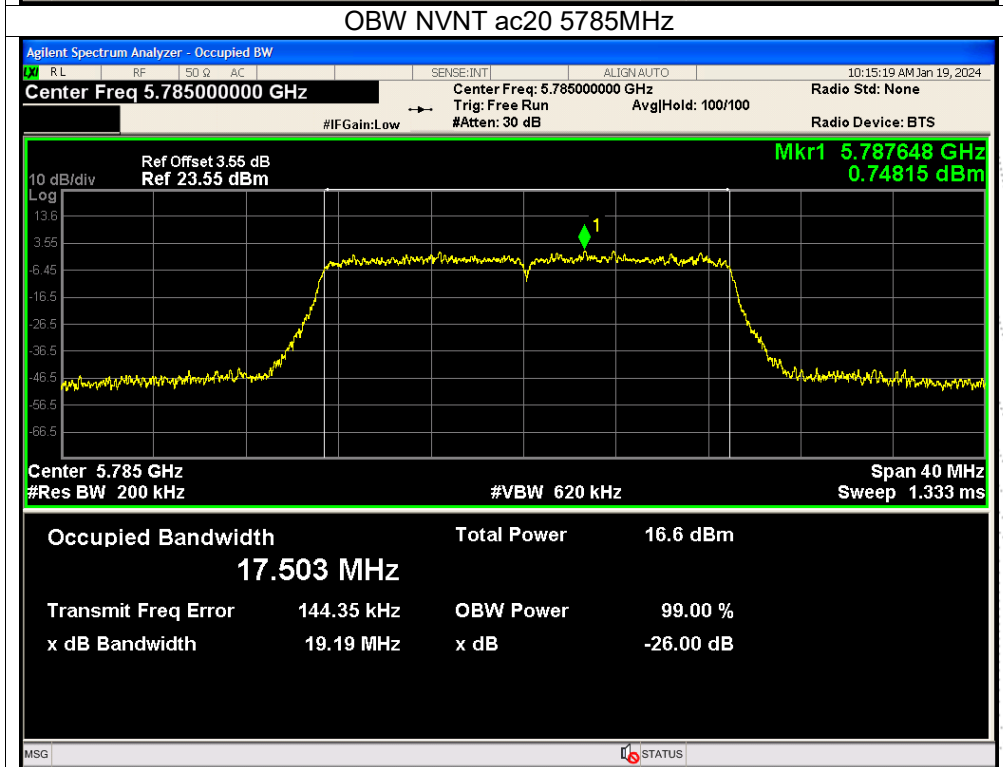 OBW NVNT ac20 5785MHz
Agilent Spectrum Analyzer - Occupied BW
LXI RL RF 50 Ω AC SENSE:INT ALIGN AUTO 10:15:19 AM Jan 19, 2024
Center Freq 5.785000000 GHz Center Freq: 5.785000000 GHz Radio Std: None
Trig: Free Run Avg|Hold: 100/100
#IFGain:Low #Atten: 30 dB Radio Device: BTS
Mkr1 5.787648 GHz
0.74815 dBm
Ref Offset 3.55 dB
10 dB/div Ref 23.55 dBm
Log
13.6
3.55
-6.45
-16.5
-26.5
-36.5
-46.5
-56.5
-66.5
1
Center 5.785 GHz Span 40 MHz
#Res BW 200 kHz #VBW 620 kHz Sweep 1.333 ms
Occupied Bandwidth Total Power 16.6 dBm
17.503 MHz
Transmit Freq Error 144.35 kHz OBW Power 99.00 %
x dB Bandwidth 19.19 MHz x dB -26.00 dB
MSG STATUS